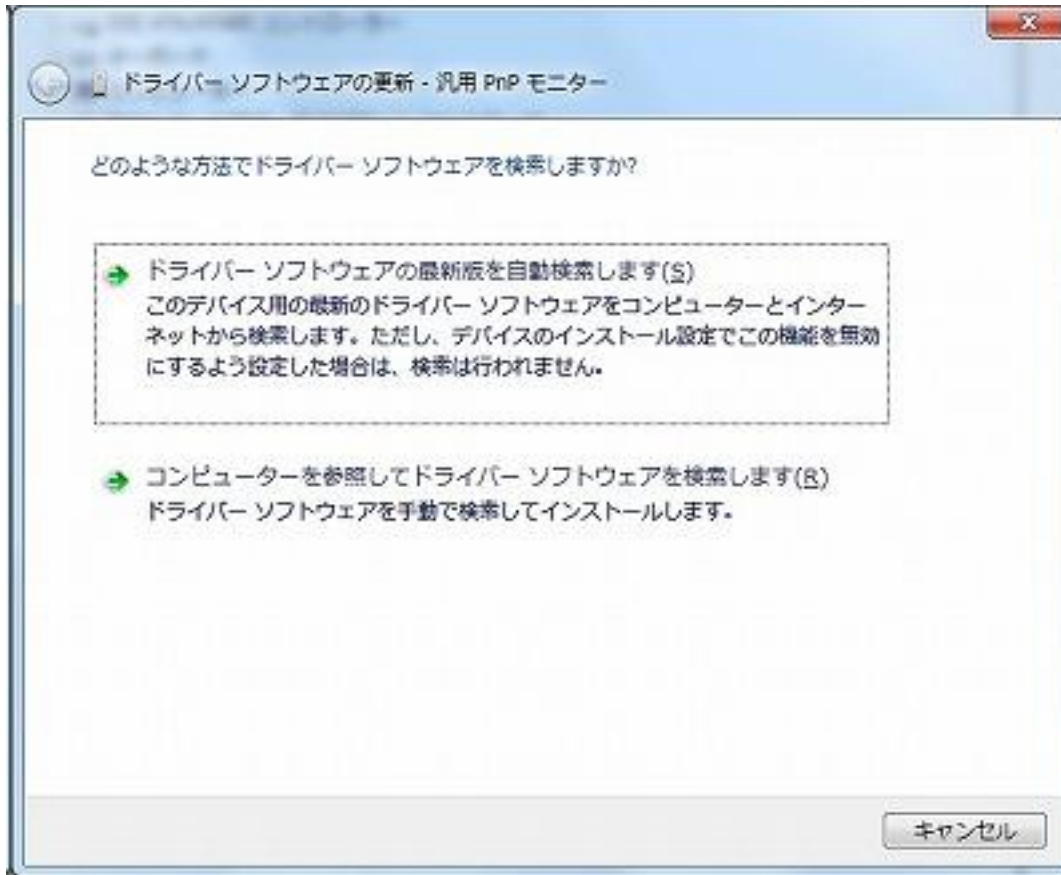 ドライバー ソフトウェアの更新 - 汎用 PnP モニター
どのような方法でドライバー ソフトウェアを検索しますか?
ドライバー ソフトウェアの最新版を自動検索します(S)
このデバイス用の最新のドライバー ソフトウェアをコンピューターとインター
ネットから検索します。ただし、デバイスのインストール設定でこの機能を無効
にするよう設定した場合は、検索は行われません。
コンピューターを参照してドライバー ソフトウェアを検索します(R)
ドライバー ソフトウェアを手動で検索してインストールします。
キャンセル